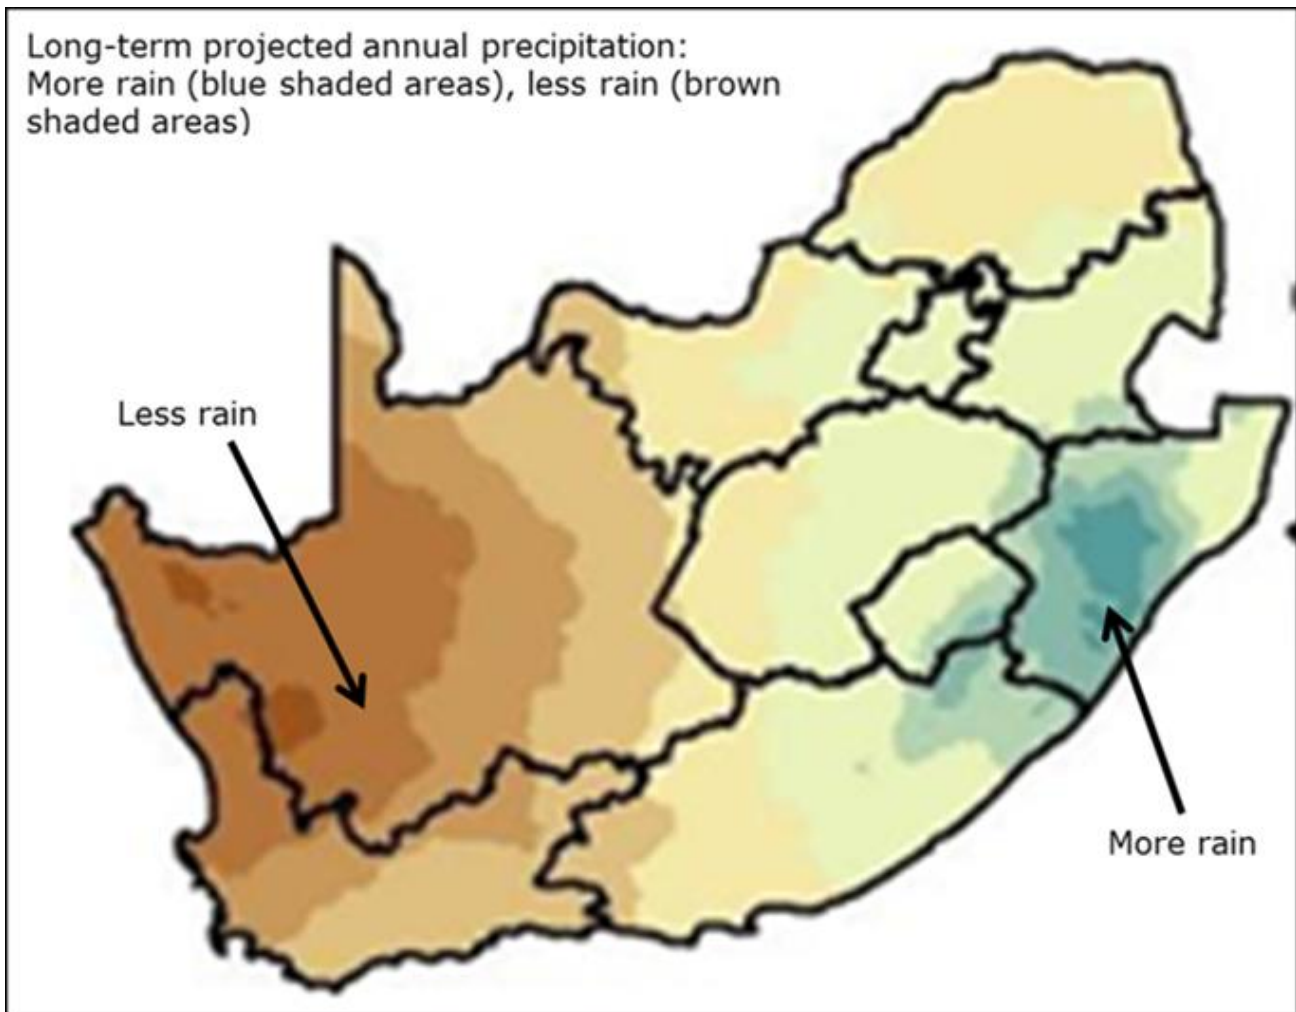 Long-term projected annual precipitation:
More rain (blue shaded areas), less rain (brown
shaded areas)
Less rain
More rain